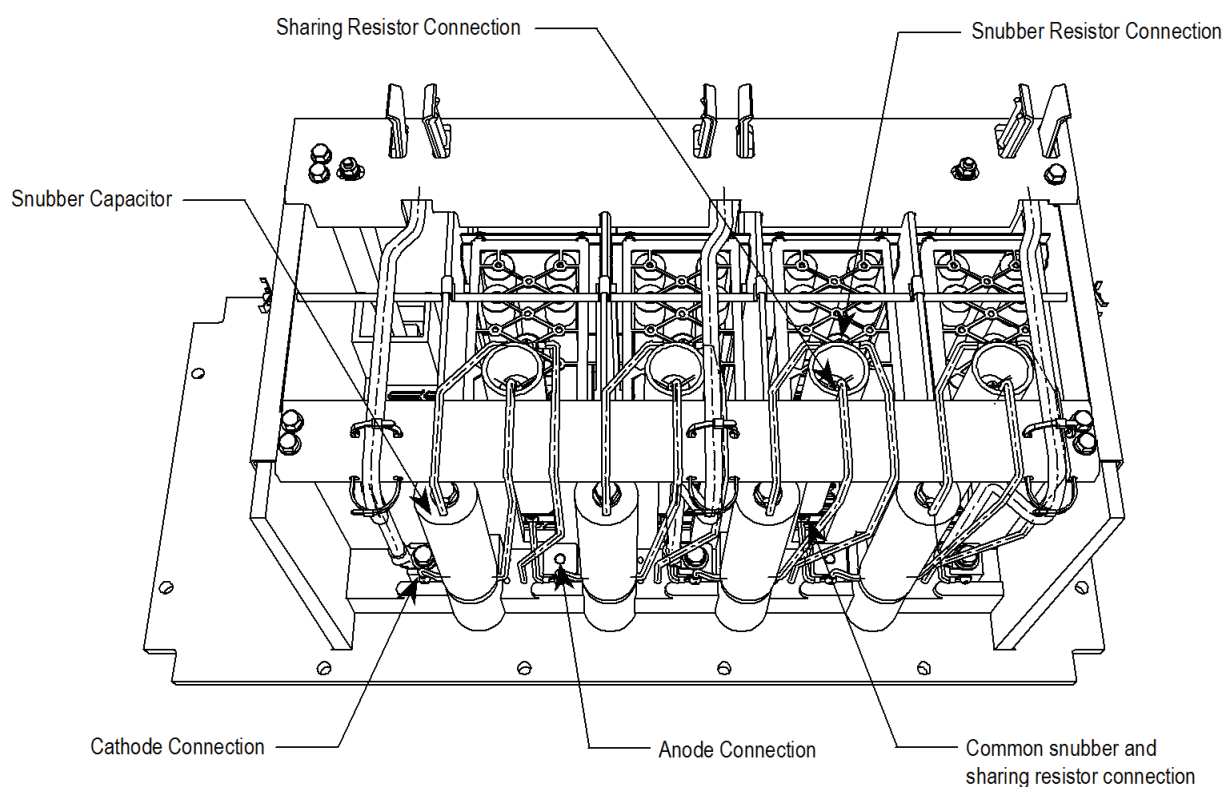 Sharing Resistor Connection
Snubber Resistor Connection
Snubber Capacitor
Cathode Connection
Anode Connection
Common snubber and
sharing resistor connection